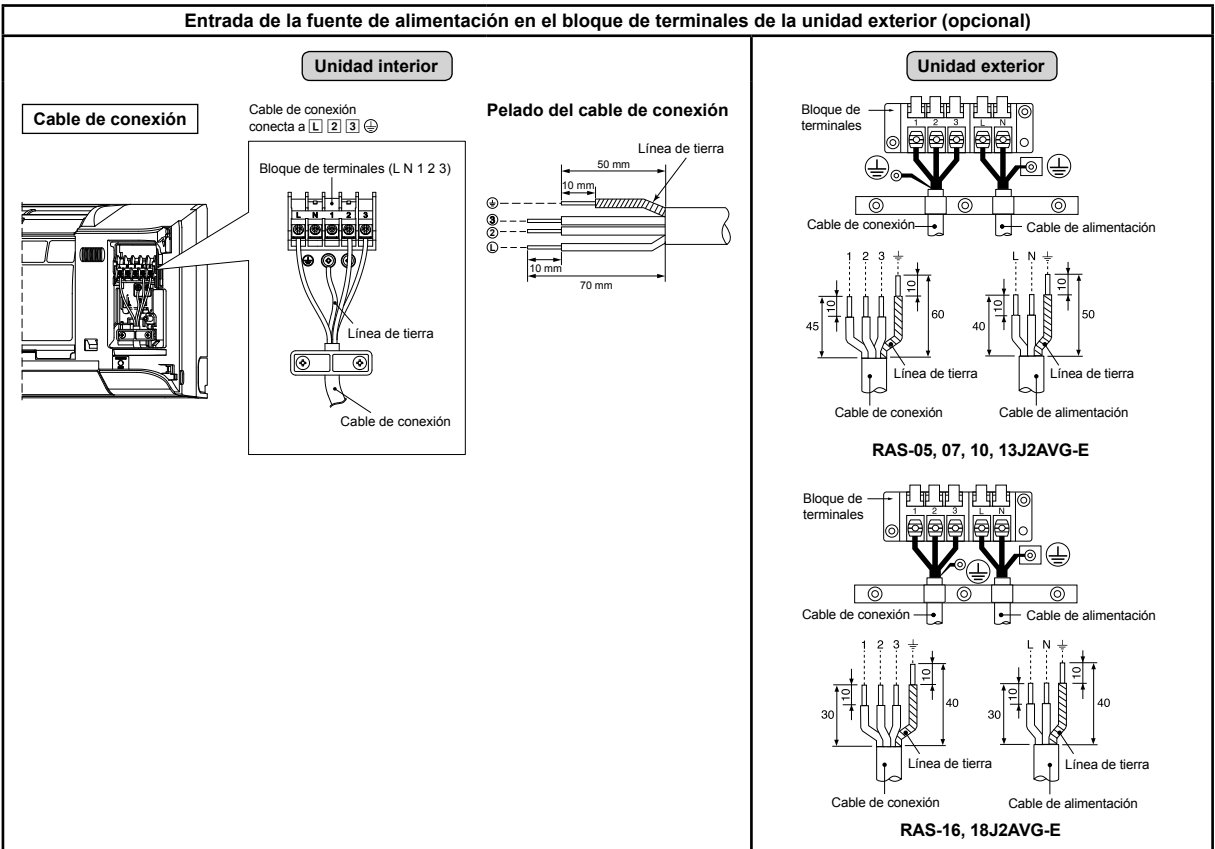 Entrada de la fuente de alimentación en el bloque de terminales de la unidad exterior (opcional)
Unidad interior
Cable de conexión
Cable de conexión
conecta a L 2 3 ⏚
Bloque de terminales (L N 1 2 3)
L N 1 2 3
Línea de tierra
Cable de conexión
Pelado del cable de conexión
Línea de tierra
50 mm
10 mm
⏚
③
②
Ⓛ
10 mm
70 mm
Unidad exterior
Bloque de
terminales
1 2 3 L N
⏚ ⏚
Cable de conexión
Cable de alimentación
1 2 3 ⏚
10
10
45
60
Línea de tierra
Cable de conexión
L N ⏚
10
10
40
50
Línea de tierra
Cable de alimentación
RAS-05, 07, 10, 13J2AVG-E
Bloque de
terminales
1 2 3 L N
⏚ ⏚
Cable de conexión
Cable de alimentación
1 2 3 ⏚
10
10
30
40
Línea de tierra
Cable de conexión
L N ⏚
10
10
30
40
Línea de tierra
Cable de alimentación
RAS-16, 18J2AVG-E